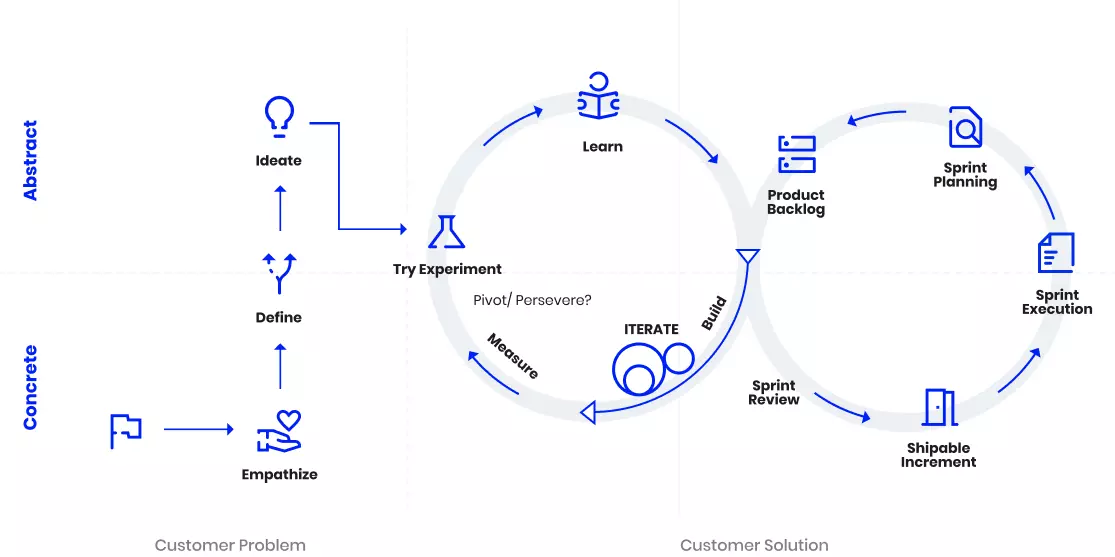 Abstract
Concrete
Ideate
Define
Empathize
Learn
Try Experiment
Pivot/ Persevere?
Measure
ITERATE
Build
Product
Backlog
Sprint
Planning
Sprint
Execution
Sprint
Review
Shipable
Increment
Customer Problem
Customer Solution